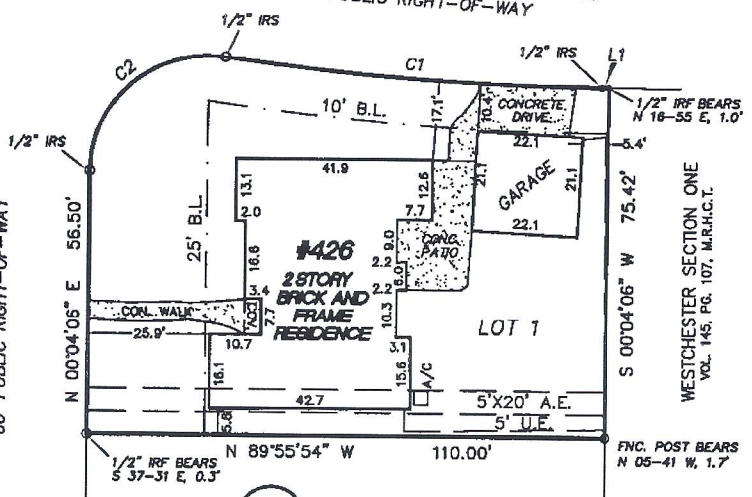 PUBLIC RIGHT-OF-WAY
1/2" IRS
1/2" IRS
L1
C2
C1
10' B.L.
17.1'
10.4'
CONCRETE
DRIVE
1/2" IRF BEARS
N 16-55 E, 1.0'
22.1
5.4'
1/2" IRS
41.9
13.1
12.6
21.1
GARAGE
21.1
2.0
7.7
22.1
25' B.L.
16.6
#426
2 STORY
BRICK AND
FRAME
RESIDENCE
9.0
CONC.
PATIO
2.2
6.0
2.2
3.4
CON. WALK
7.7
25.9'
10.7
10.3
3.1
LOT 1
16.1
15.6
A/C
42.7
5'X20' A.E.
5' U.E.
5.8
N 00°04'06" E 56.50'
PUBLIC RIGHT-OF-WAY
S 00°04'06" W 75.42'
WESTCHESTER SECTION ONE
VOL. 145, PG. 107, M.R.H.C.T.
N 89°55'54" W 110.00'
1/2" IRF BEARS
S 37-31 E, 0.3'
FNC. POST BEARS
N 05-41 W, 1.7'